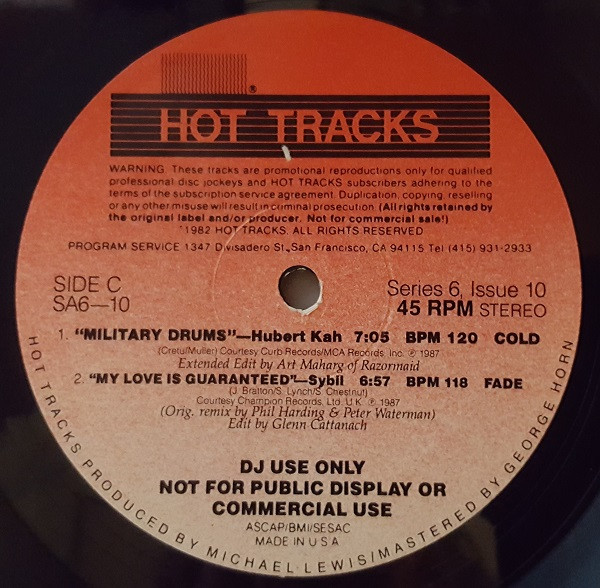 ®
HOT TRACKS
WARNING: These tracks are promotional reproductions only for qualified
professional disc jockeys and HOT TRACKS subscribers adhering to the
terms of the subscription service agreement. Duplication, copying, reselling
or any other misuse will result in criminal prosecution. (All rights retained by
the original label and/or producer. Not for commercial sale!)
°1982 HOT TRACKS. ALL RIGHTS RESERVED
PROGRAM SERVICE 1347 Divisadero St., San Francisco, CA 94115 Tel (415) 931-2933
SIDE C
SA6—10
Series 6, Issue 10
45 RPM STEREO
1. "MILITARY DRUMS"—Hubert Kah 7:05 BPM 120 COLD
(Cretu/Muller) Courtesy Curb Records/MCA Records, Inc. ℗ 1987
Extended Edit by Art Maharg of Razormaid
2. "MY LOVE IS GUARANTEED"—Sybil 6:57 BPM 118 FADE
(J. Bratton/S. Lynch/S. Chestnut)
Courtesy Champion Records, Ltd. U.K. ℗ 1987
(Orig. remix by Phil Harding & Peter Waterman)
Edit by Glenn Cattanach
DJ USE ONLY
NOT FOR PUBLIC DISPLAY OR
COMMERCIAL USE
ASCAP/BMI/SESAC
MADE IN U.S.A.
HOT TRACKS PRODUCED BY MICHAEL LEWIS/MASTERED BY GEORGE HORN